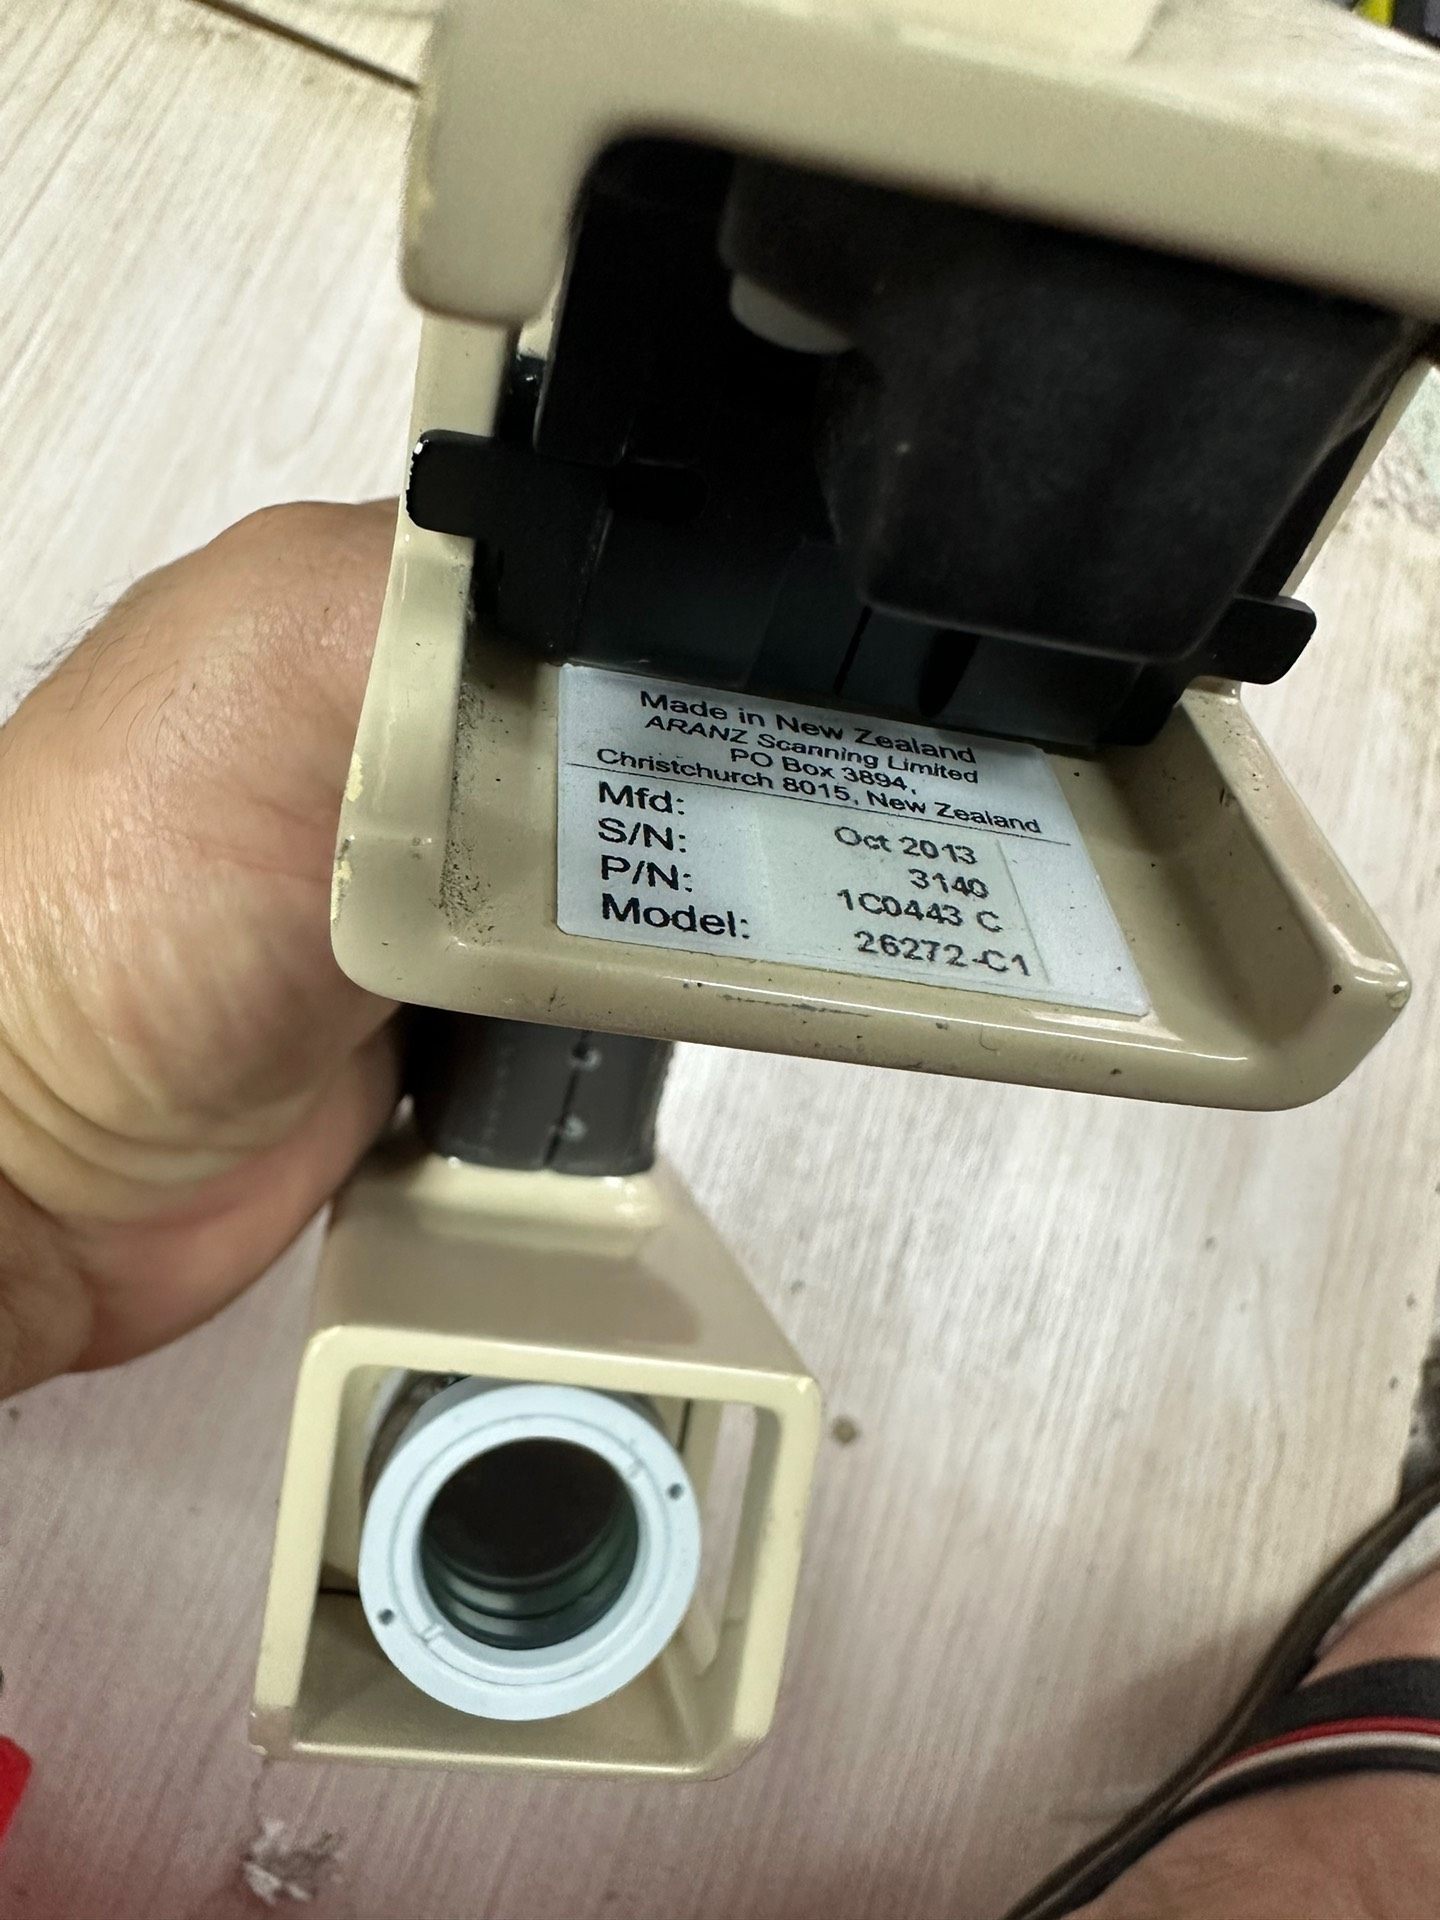 Made in New Zealand
ARANZ Scanning Limited
PO Box 3894,
Christchurch 8015, New Zealand
Mfd: Oct 2013
S/N: 3140
P/N: 1C0443 C
Model: 26272-C1